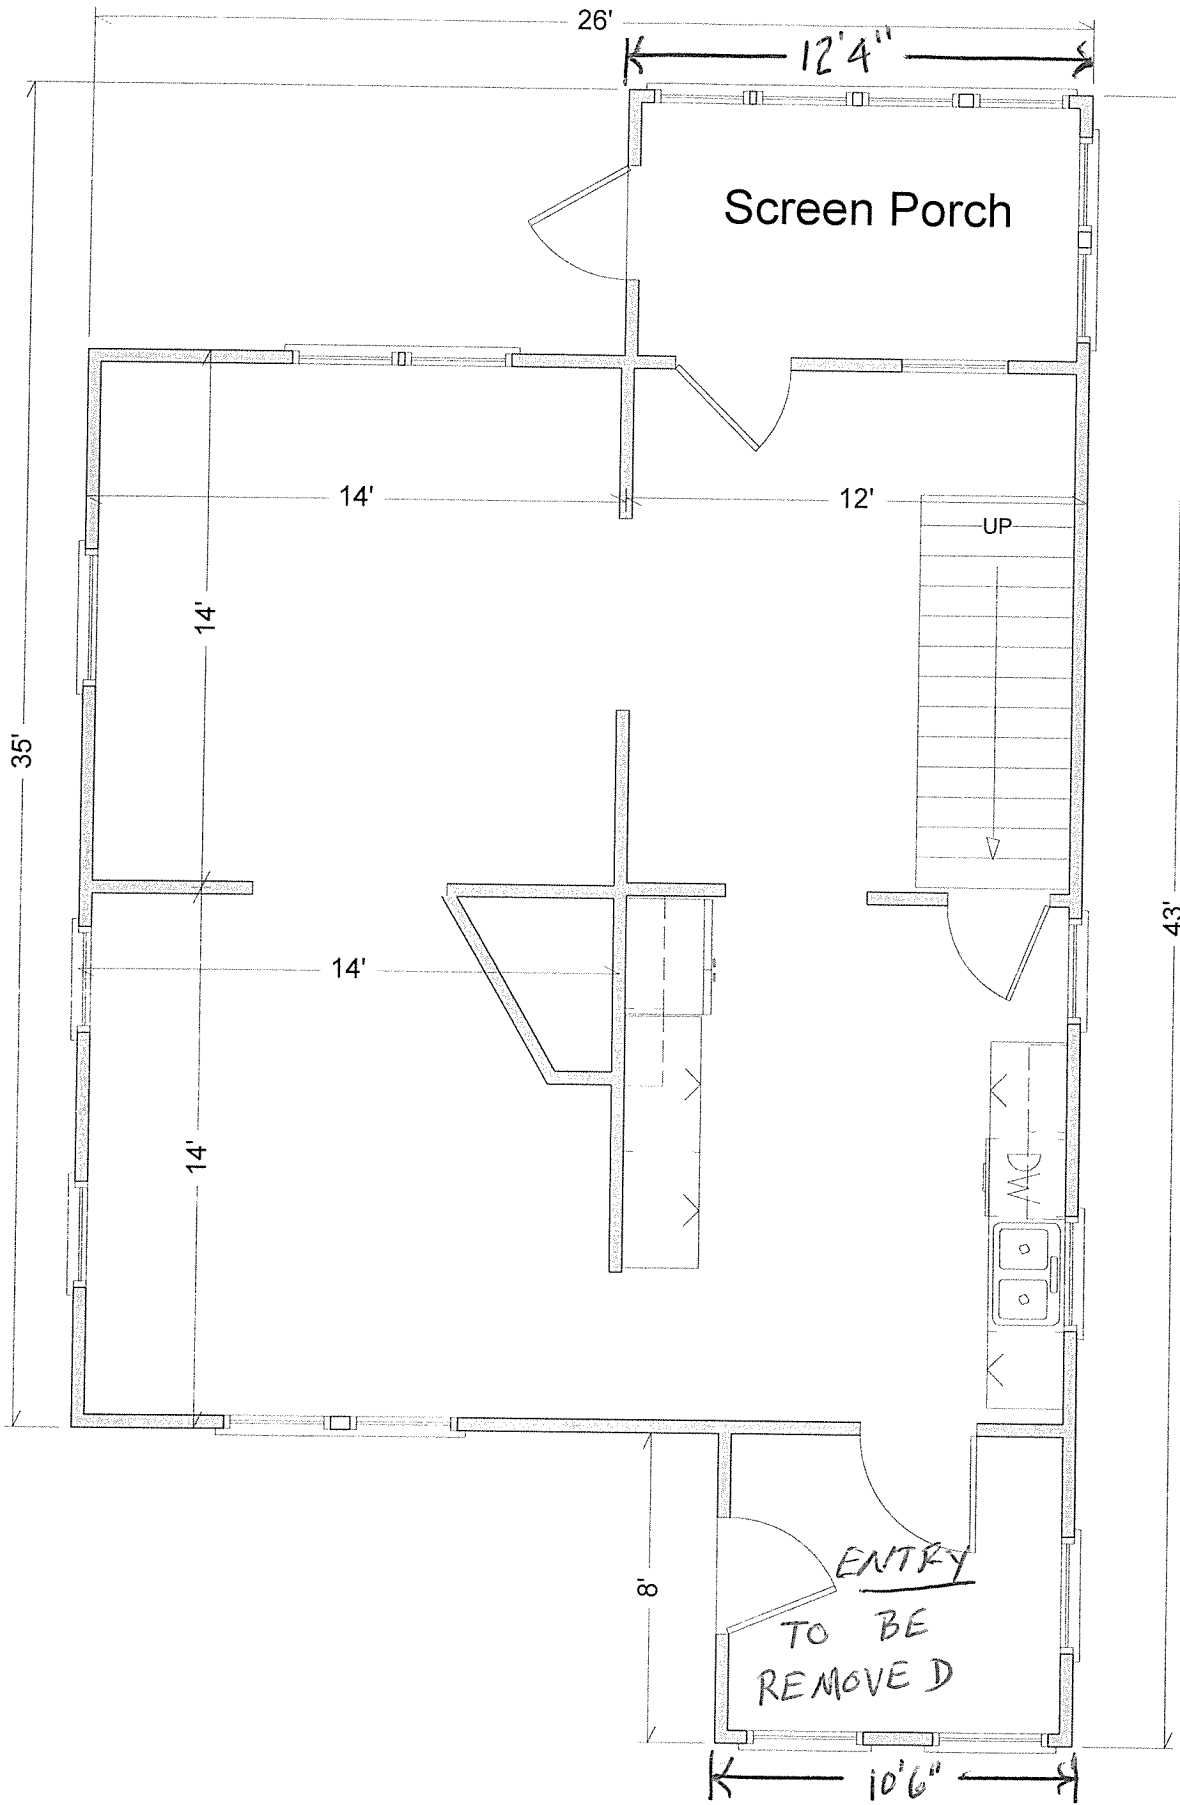 26'
12'4"
Screen Porch
14'
12'
UP
14'
35'
43'
14'
14'
DW
8'
ENTRY
TO BE
REMOVED
10'6"